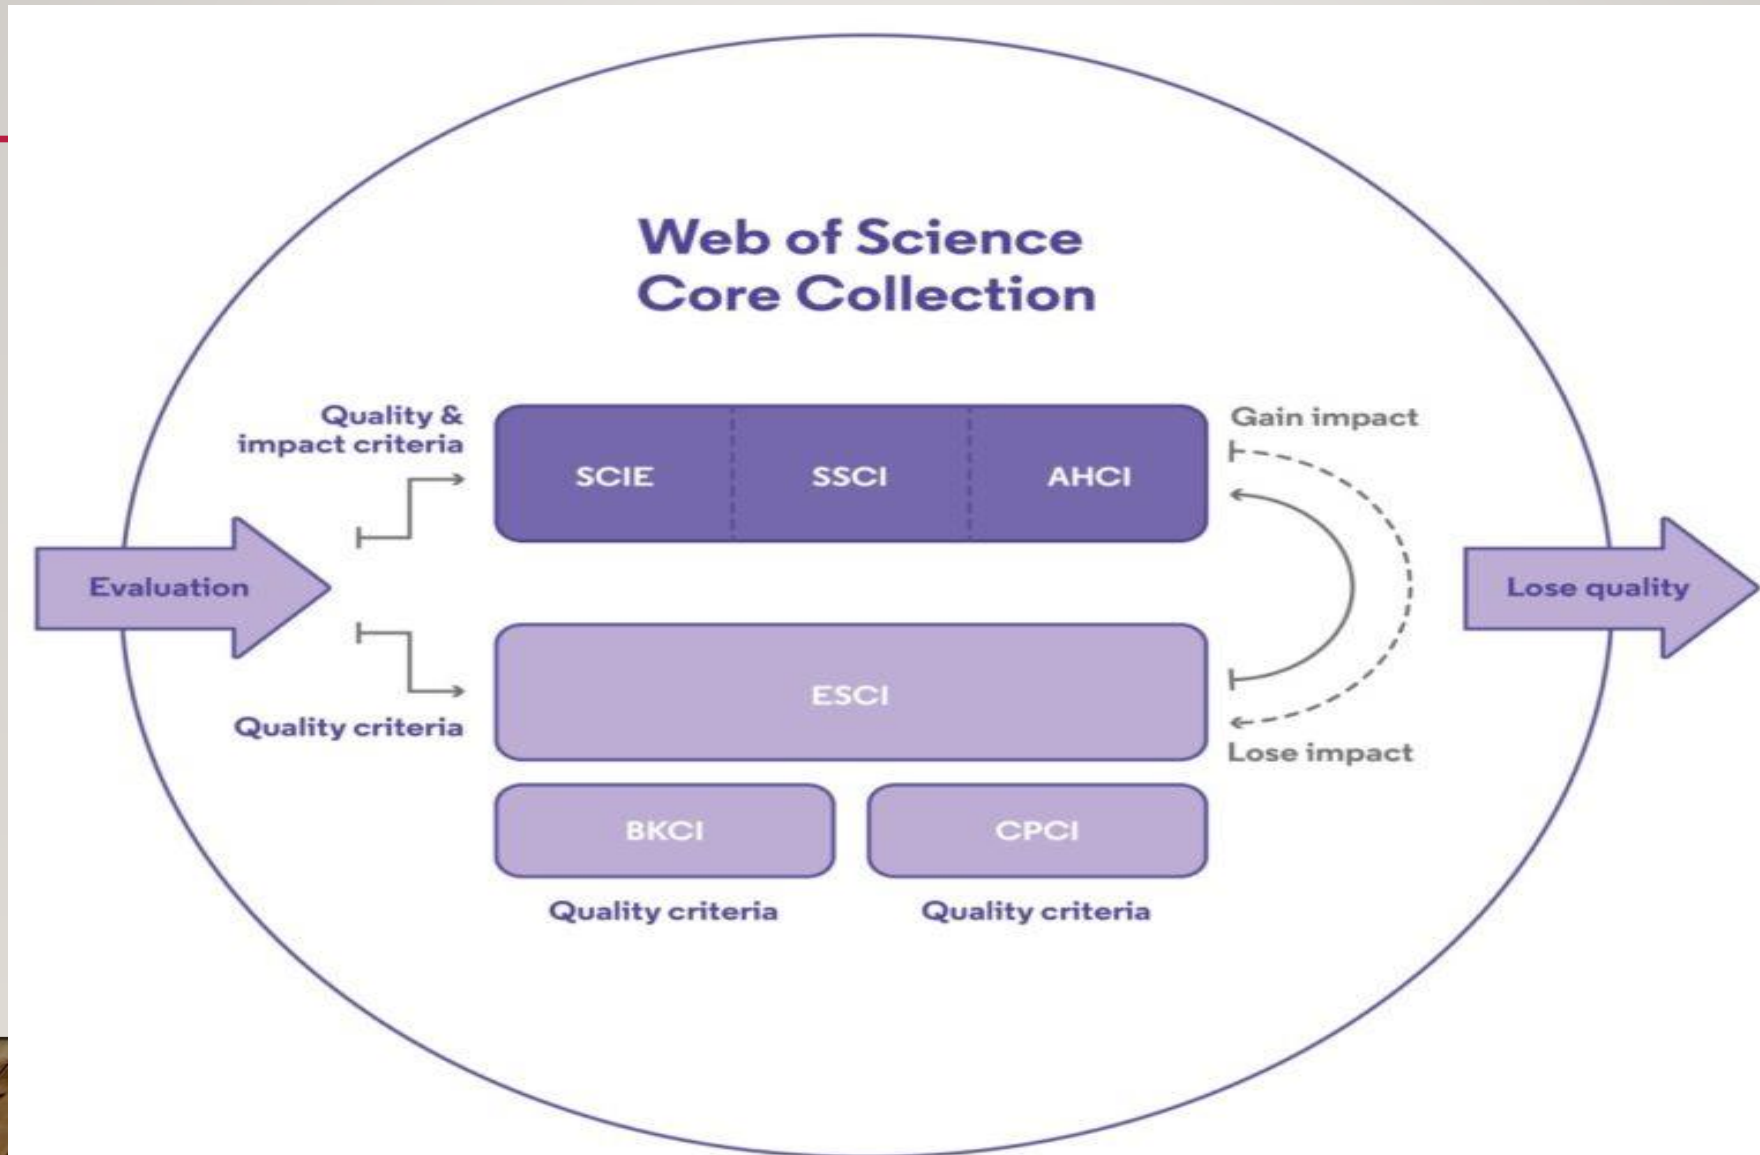 Web of Science
Core Collection
Quality &
impact criteria
SCIE
SSCI
AHCI
Gain impact
Evaluation
Lose quality
ESCI
Quality criteria
Lose impact
BKCI
CPCI
Quality criteria
Quality criteria